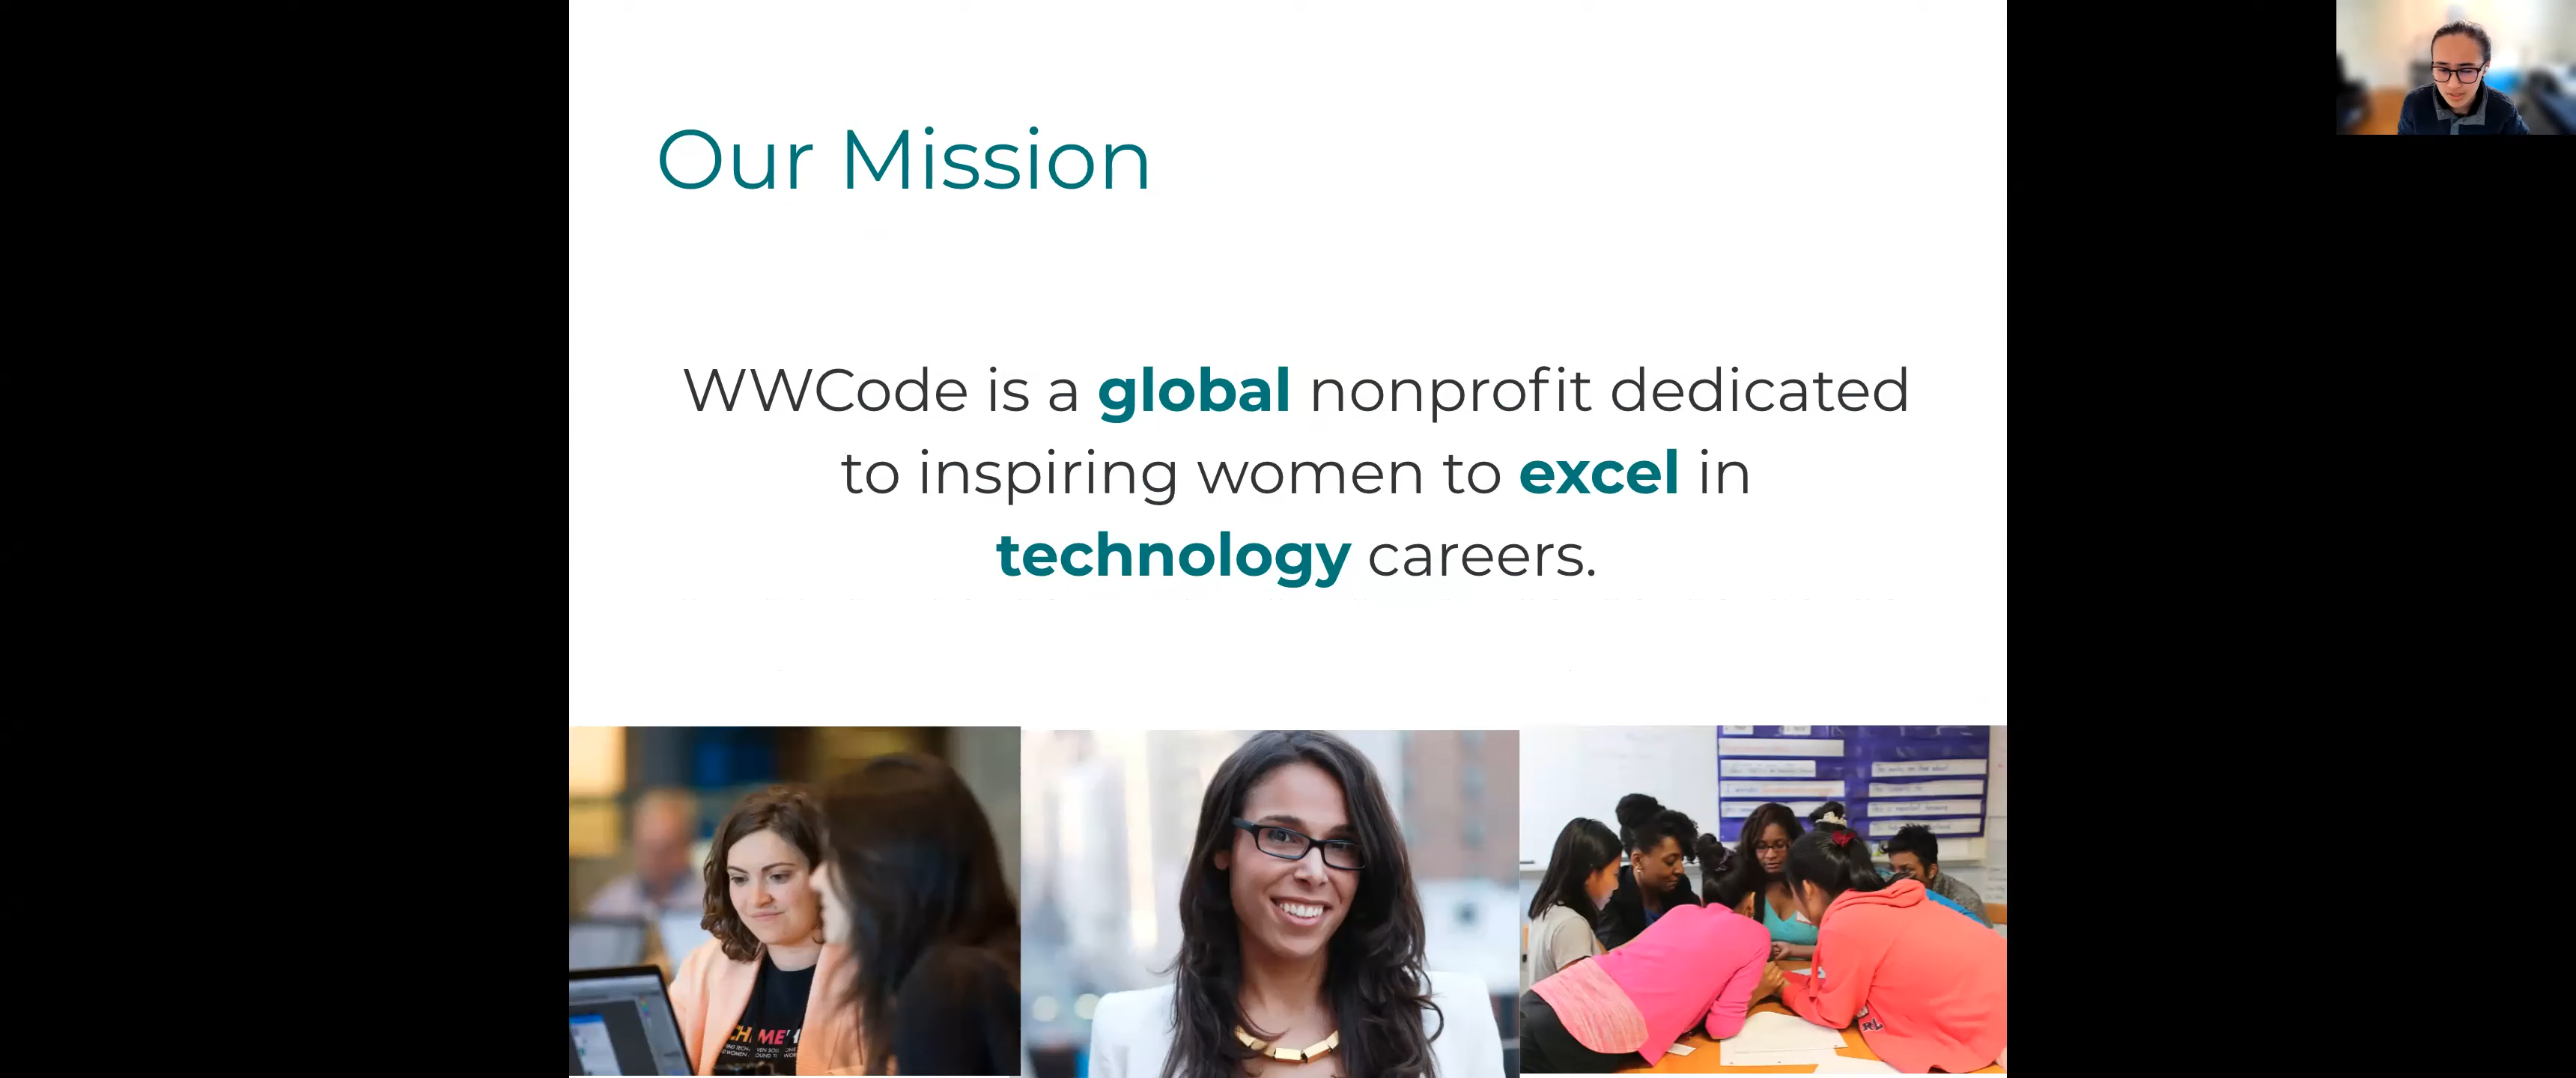 Our Mission
WWCode is a global nonprofit dedicated
to inspiring women to excel in
technology careers.